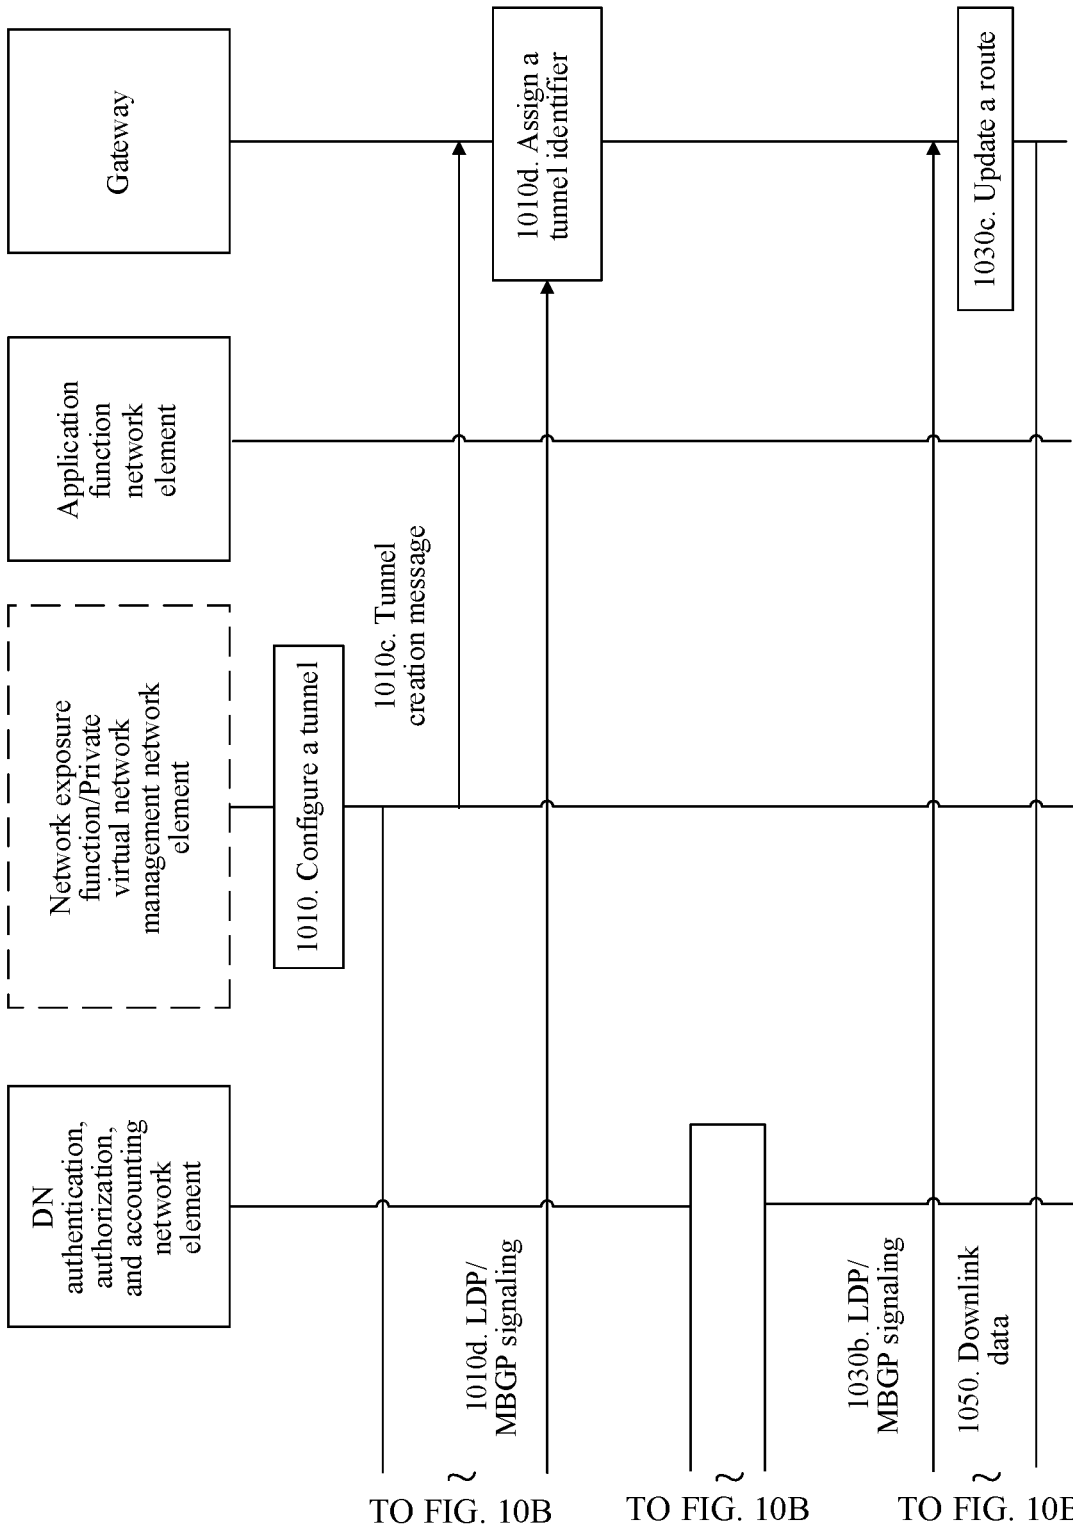 DN
authentication,
authorization,
and accounting
network
element
Network exposure
function/Private
virtual network
management network
element
Application
function
network
element
Gateway
1010. Configure a tunnel
1010c. Tunnel
creation message
1010d. LDP/
MBGP signaling
1010d. Assign a
tunnel identifier
1030b. LDP/
MBGP signaling
1030c. Update a route
1050. Downlink
data
TO FIG. 10B
TO FIG. 10B
TO FIG. 10B